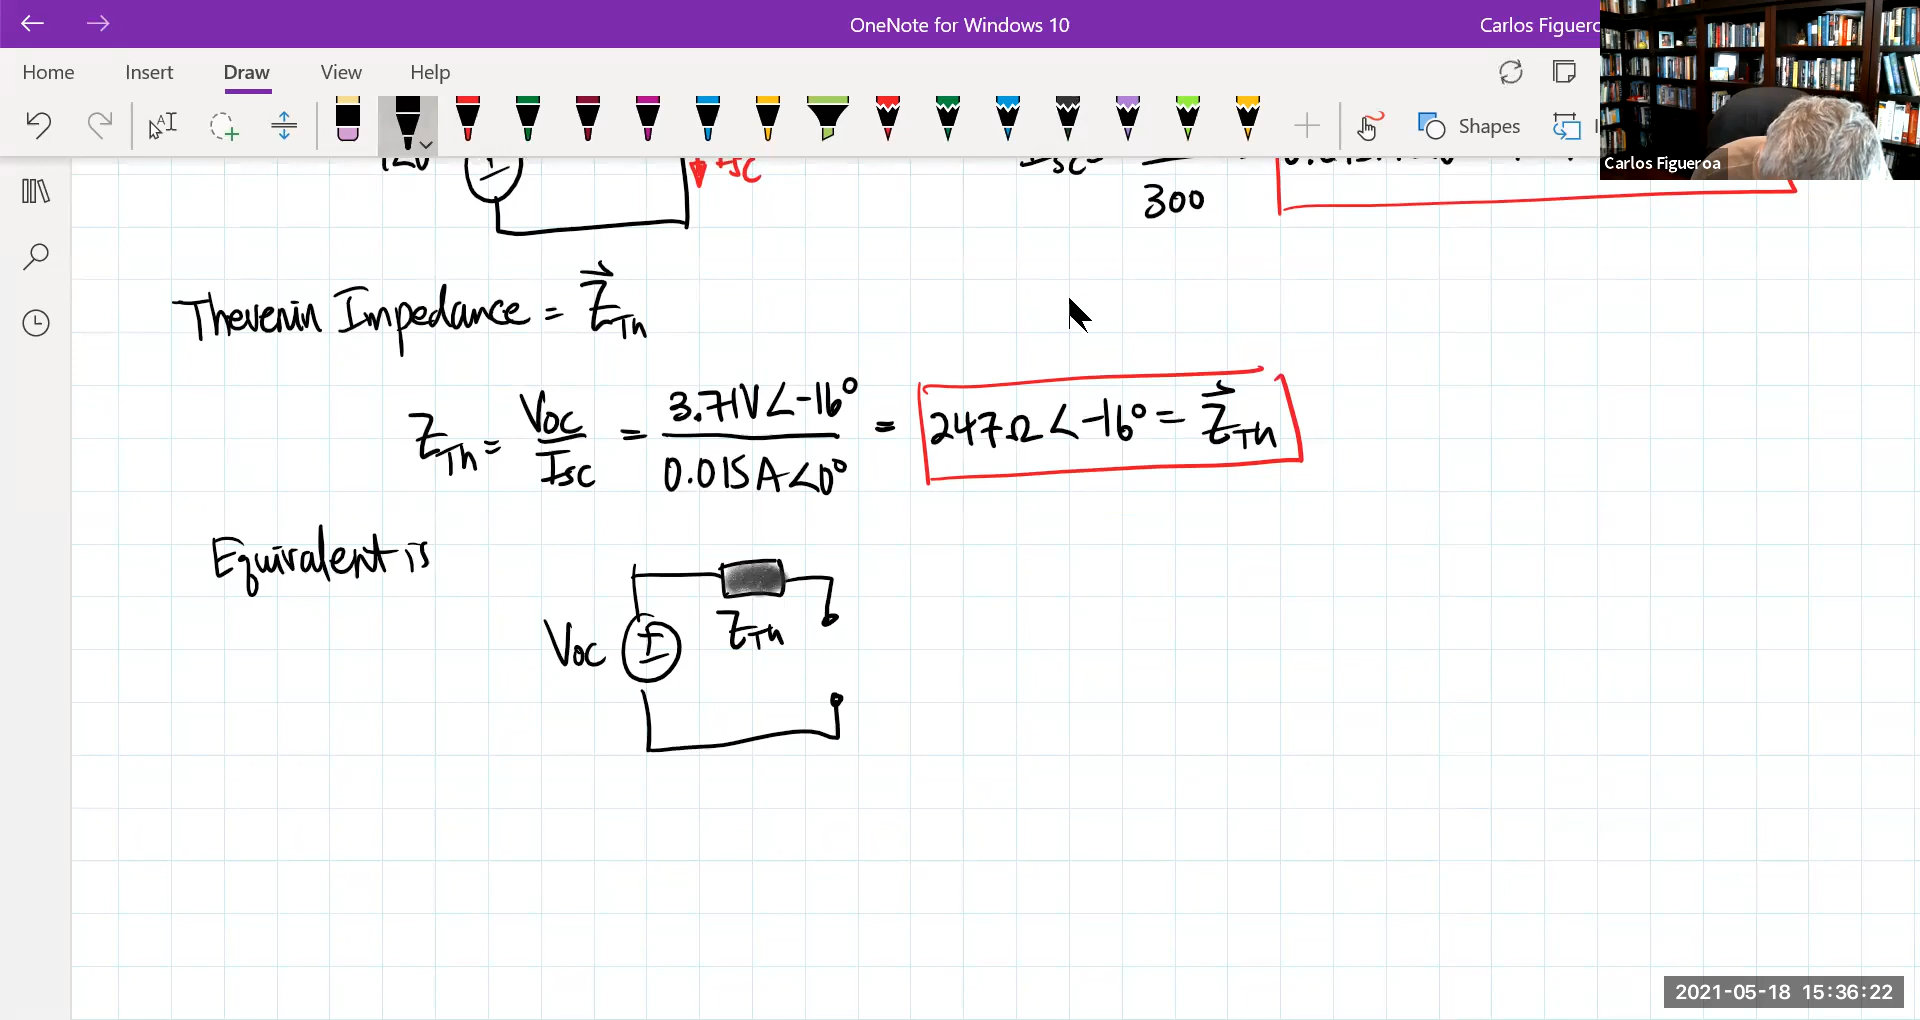 OneNote for Windows 10
Carlos Figuero
Home Insert Draw View Help
Shapes
Carlos Figueroa
Isc
300
Thevenin Impedance = Z⃗Th
ZTh = Voc/Isc = 3.71V∠-16°/0.015A∠0° = 247Ω∠-16° = Z⃗Th
Equivalent is
Voc + ZTh
2021-05-18 15:36:22